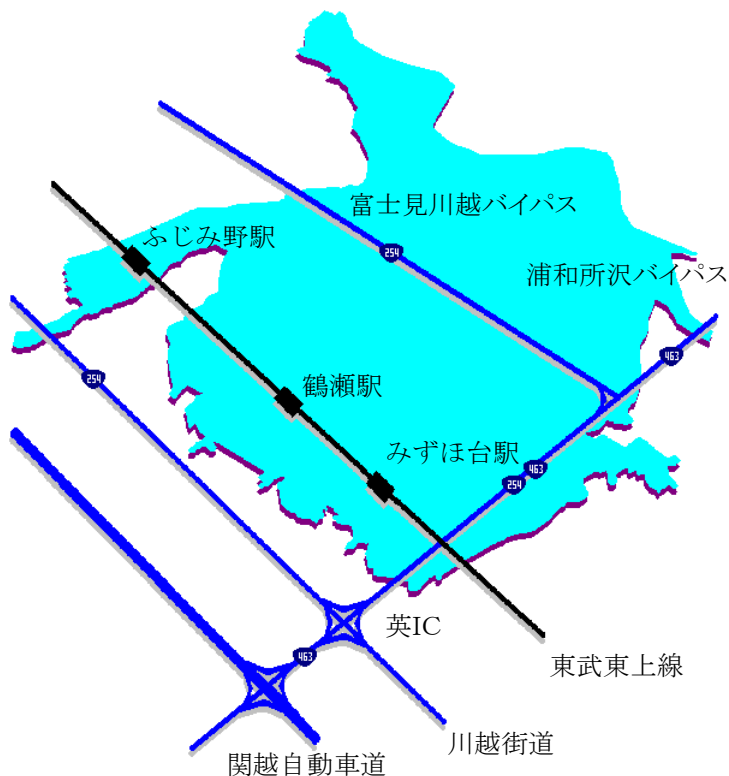 富士見川越バイパス
ふじみ野駅
254
浦和所沢バイパス
463
254
鶴瀬駅
みずほ台駅
463
254
英IC
463
東武東上線
川越街道
関越自動車道